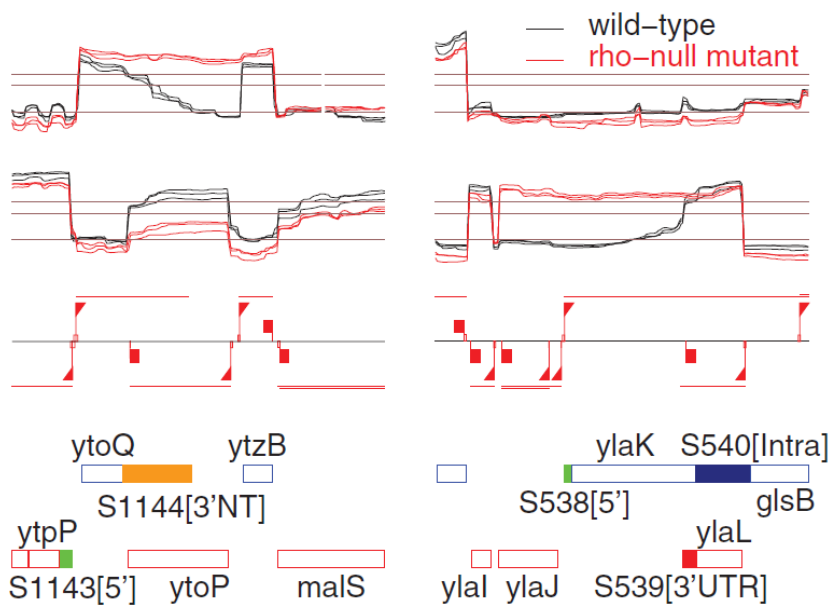 wild-type
rho-null mutant
ytoQ
ytzB
ylaK
S540[Intra]
S1144[3'NT]
S538[5']
glsB
ytpP
ylaL
S1143[5']
ytoP
malS
ylaI
ylaJ
S539[3'UTR]